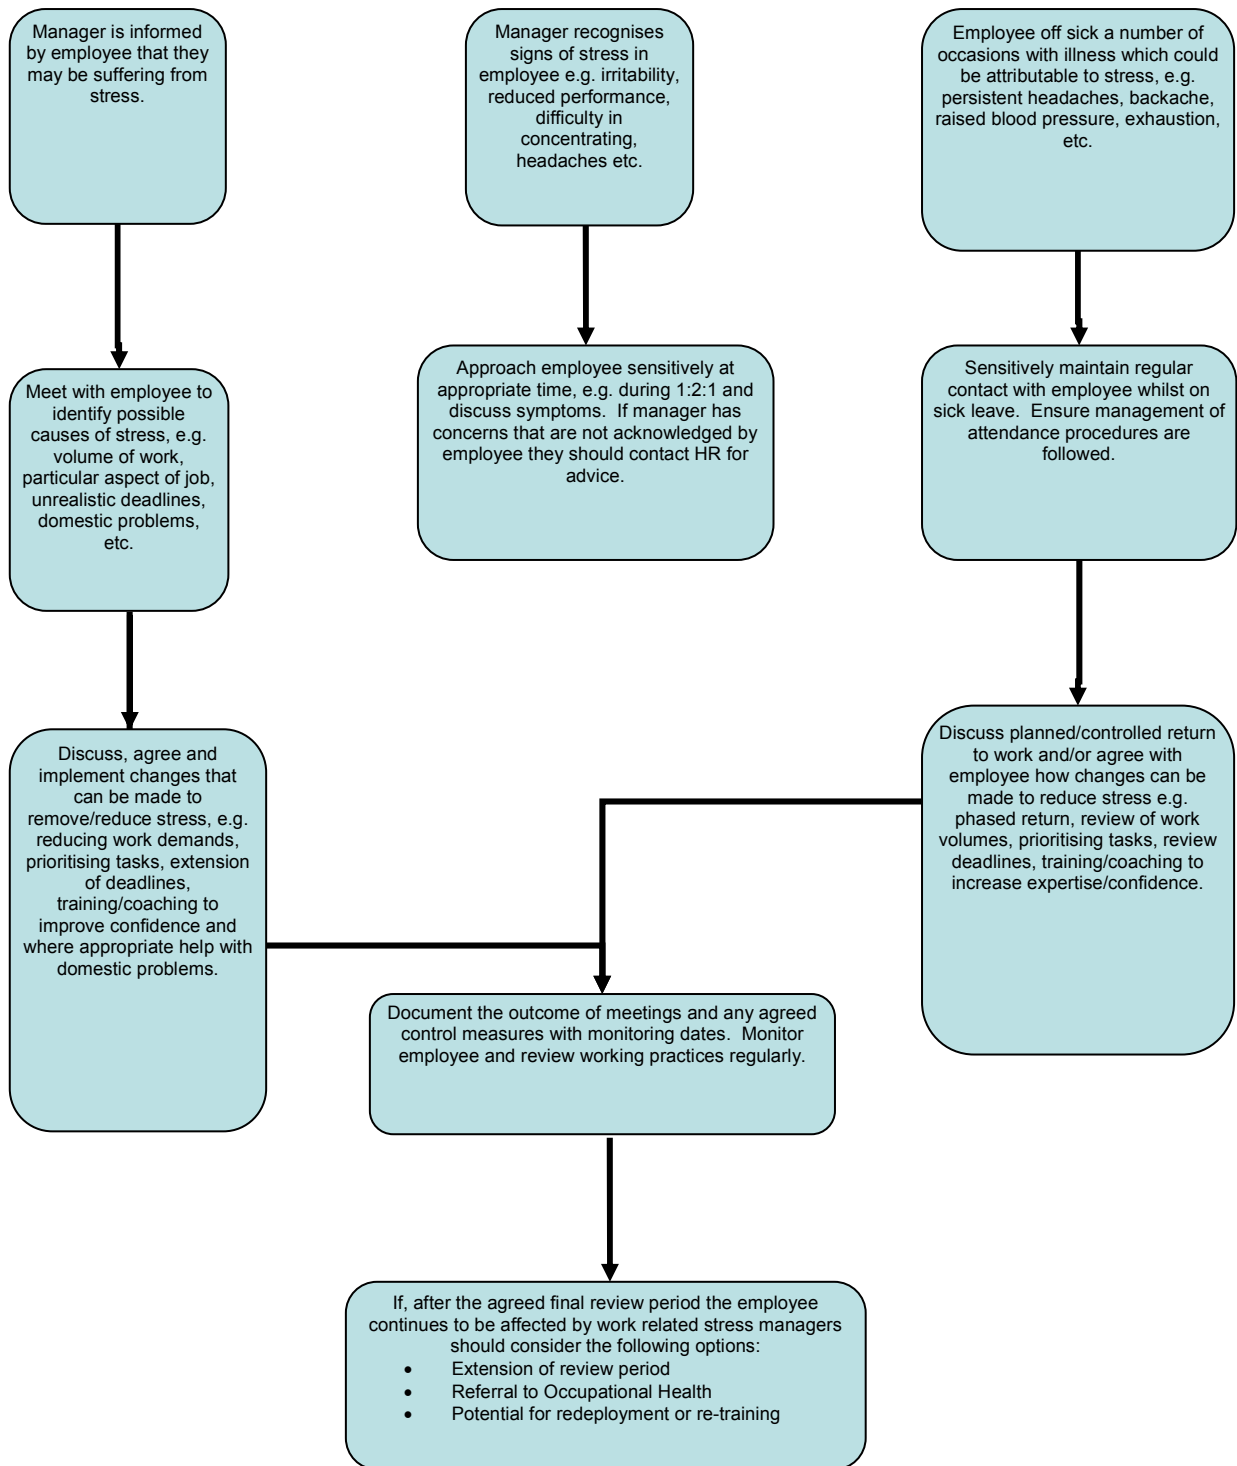 Manager is informed
by employee that they
may be suffering from
stress.
Manager recognises
signs of stress in
employee e.g. irritability,
reduced performance,
difficulty in
concentrating,
headaches etc.
Employee off sick a number of
occasions with illness which could
be attributable to stress, e.g.
persistent headaches, backache,
raised blood pressure, exhaustion,
etc.
Meet with employee to
identify possible
causes of stress, e.g.
volume of work,
particular aspect of job,
unrealistic deadlines,
domestic problems,
etc.
Approach employee sensitively at
appropriate time, e.g. during 1:2:1 and
discuss symptoms.  If manager has
concerns that are not acknowledged by
employee they should contact HR for
advice.
Sensitively maintain regular
contact with employee whilst on
sick leave.  Ensure management of
attendance procedures are
followed.
Discuss, agree and
implement changes that
can be made to
remove/reduce stress, e.g.
reducing work demands,
prioritising tasks, extension
of deadlines,
training/coaching to
improve confidence and
where appropriate help with
domestic problems.
Discuss planned/controlled return
to work and/or agree with
employee how changes can be
made to reduce stress e.g.
phased return, review of work
volumes, prioritising tasks, review
deadlines, training/coaching to
increase expertise/confidence.
Document the outcome of meetings and any agreed
control measures with monitoring dates.  Monitor
employee and review working practices regularly.
If, after the agreed final review period the employee
continues to be affected by work related stress managers
should consider the following options:
• Extension of review period
• Referral to Occupational Health
• Potential for redeployment or re-training